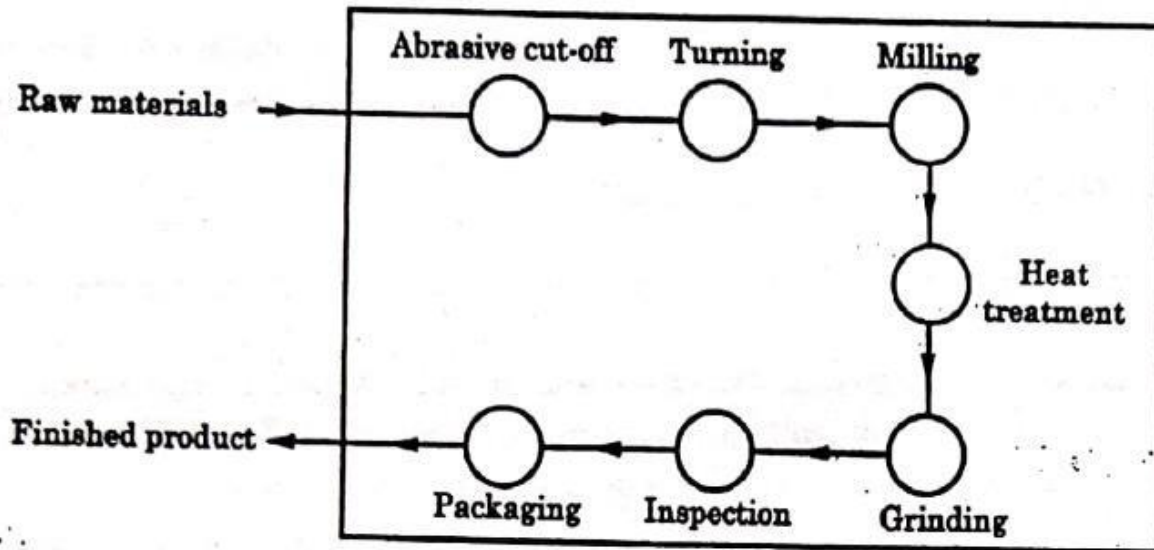 Abrasive cut-off
Turning
Milling
Raw materials
Heat
treatment
Finished product
Packaging
Inspection
Grinding